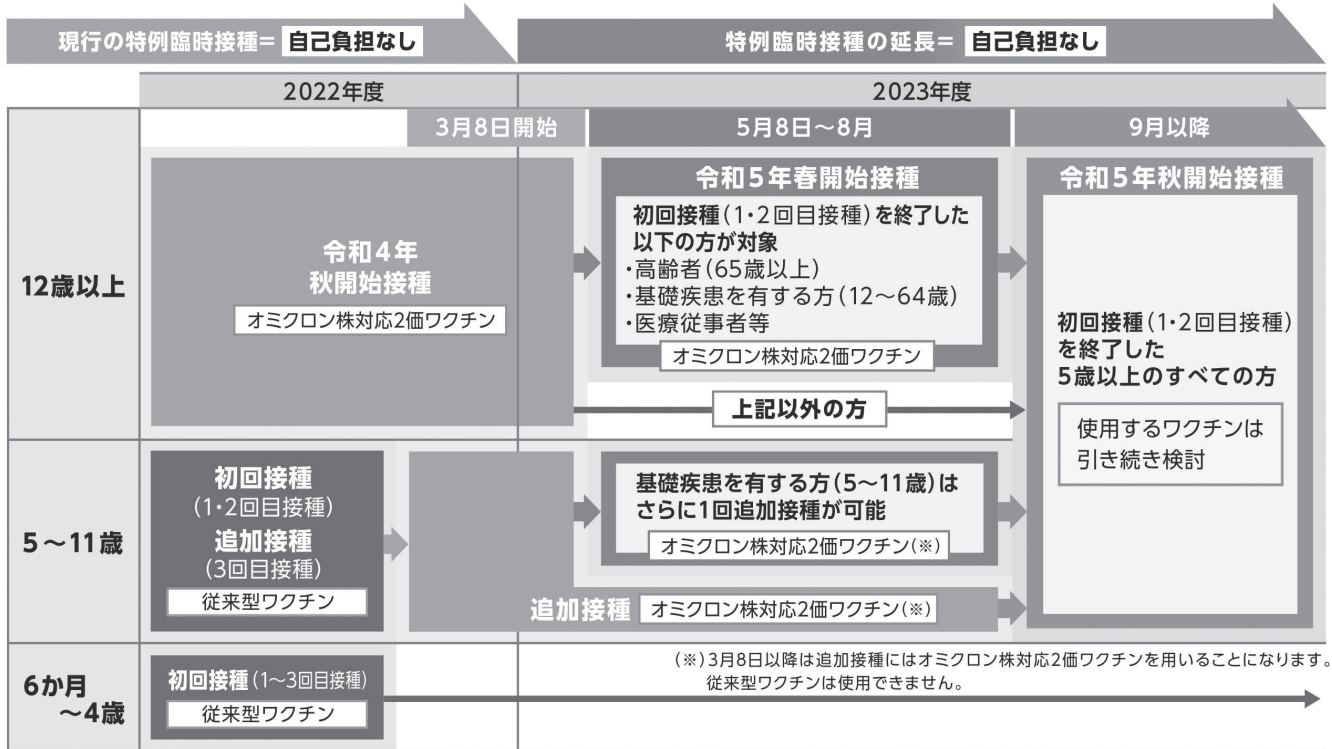 現行の特例臨時接種= 自己負担なし
特例臨時接種の延長= 自己負担なし
2022年度
2023年度
3月8日開始
5月8日～8月
9月以降
12歳以上
令和4年
秋開始接種
オミクロン株対応2価ワクチン
令和5年春開始接種
初回接種(1・2回目接種)を終了した
以下の方が対象
・高齢者(65歳以上)
・基礎疾患を有する方(12～64歳)
・医療従事者等
オミクロン株対応2価ワクチン
上記以外の方
令和5年秋開始接種
初回接種(1・2回目接種)
を終了した
5歳以上のすべての方
使用するワクチンは
引き続き検討
5～11歳
初回接種
(1・2回目接種)
追加接種
(3回目接種)
従来型ワクチン
基礎疾患を有する方(5～11歳)は
さらに1回追加接種が可能
オミクロン株対応2価ワクチン(※)
追加接種 オミクロン株対応2価ワクチン(※)
6か月
～4歳
初回接種(1～3回目接種)
従来型ワクチン
(※)3月8日以降は追加接種にはオミクロン株対応2価ワクチンを用いることになります。
従来型ワクチンは使用できません。